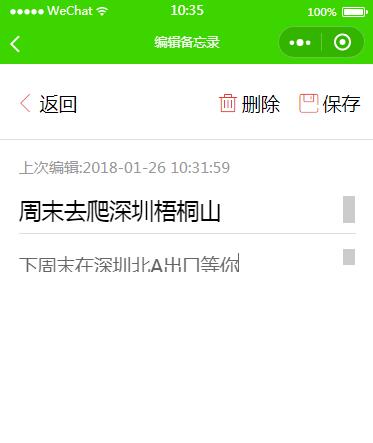 WeChat 10:35 100%
编辑备忘录
返回 删除 保存
上次编辑:2018-01-26 10:31:59
周末去爬深圳梧桐山
下周末在深圳北A出口等你